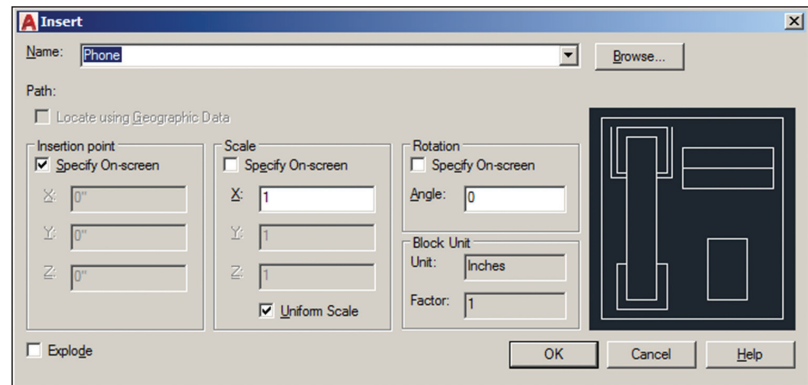 Insert
Name: Phone Browse...
Path:
Locate using Geographic Data
Insertion point
Specify On-screen
X: 0"
Y: 0"
Z: 0"
Scale
Specify On-screen
X: 1
Y: 1
Z: 1
Uniform Scale
Rotation
Specify On-screen
Angle: 0
Block Unit
Unit: Inches
Factor: 1
Explode
OK Cancel Help